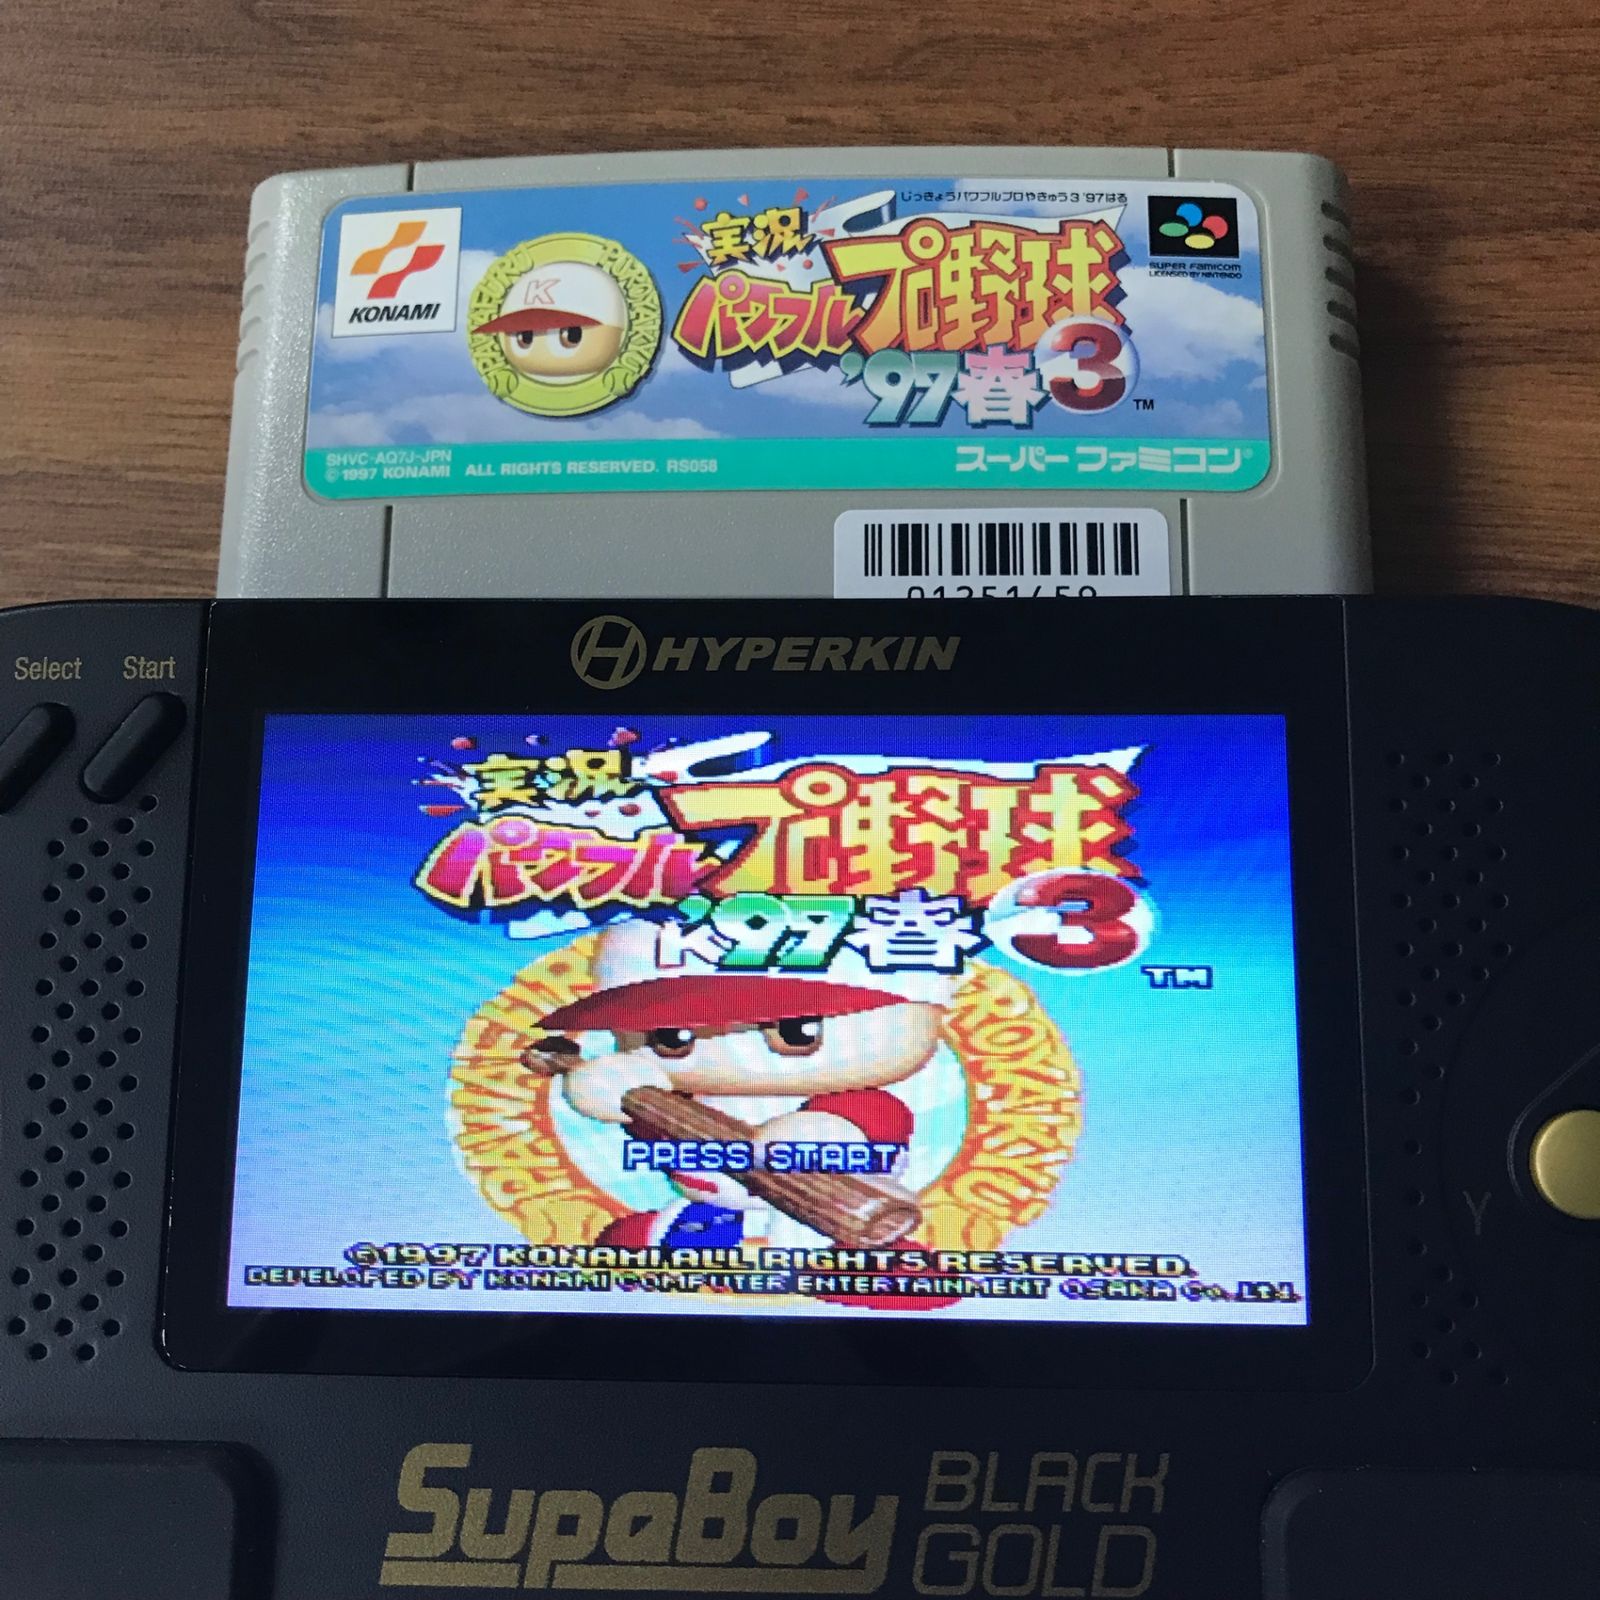 じっきょうパワフルプロやきゅう3 '97はる
実況
パワフルプロ野球
'97春3
TM
KONAMI
K
PAWAFURU PUROYAKYU
SUPER FAMICOM
LICENSED BY NINTENDO
SHVC-AQ7J-JPN
©1997 KONAMI ALL RIGHTS RESERVED. RS058
スーパーファミコン®
HYPERKIN
Select Start
実況
パワフルプロ野球
'97春3
TM
K
PRESS START
©1997 KONAMI ALL RIGHTS RESERVED.
DEVELOPED BY KONAMI COMPUTER ENTERTAINMENT OSAKA Co.,Ltd.
Y
SupaBoy
BLACK
GOLD